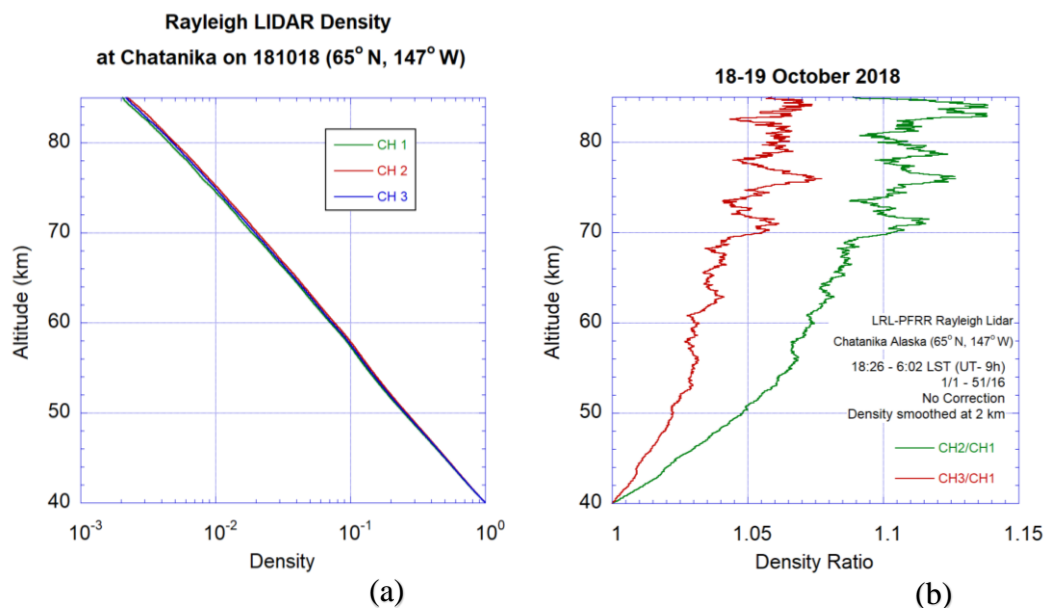 Rayleigh LIDAR Density
at Chatanika on 181018 (65° N, 147° W)
CH 1
CH 2
CH 3
80
70
60
50
40
Altitude (km)
10⁻³ 10⁻² 10⁻¹ 10⁰
Density
(a)
18-19 October 2018
80
70
60
50
40
Altitude (km)
LRL-PFRR Rayleigh Lidar
Chatanika Alaska (65° N, 147° W)
18:26 - 6:02 LST (UT- 9h)
1/1 - 51/16
No Correction
Density smoothed at 2 km
CH2/CH1
CH3/CH1
1 1.05 1.1 1.15
Density Ratio
(b)